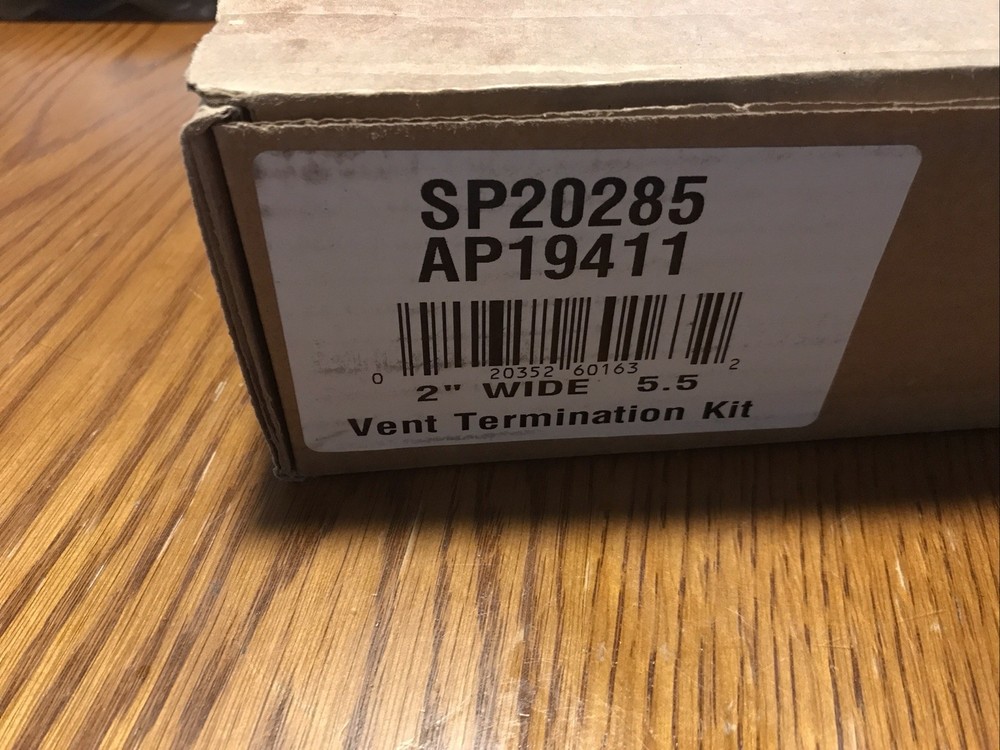 SP20285
AP19411
0 20352 60163 2
2" WIDE 5.5
Vent Termination Kit